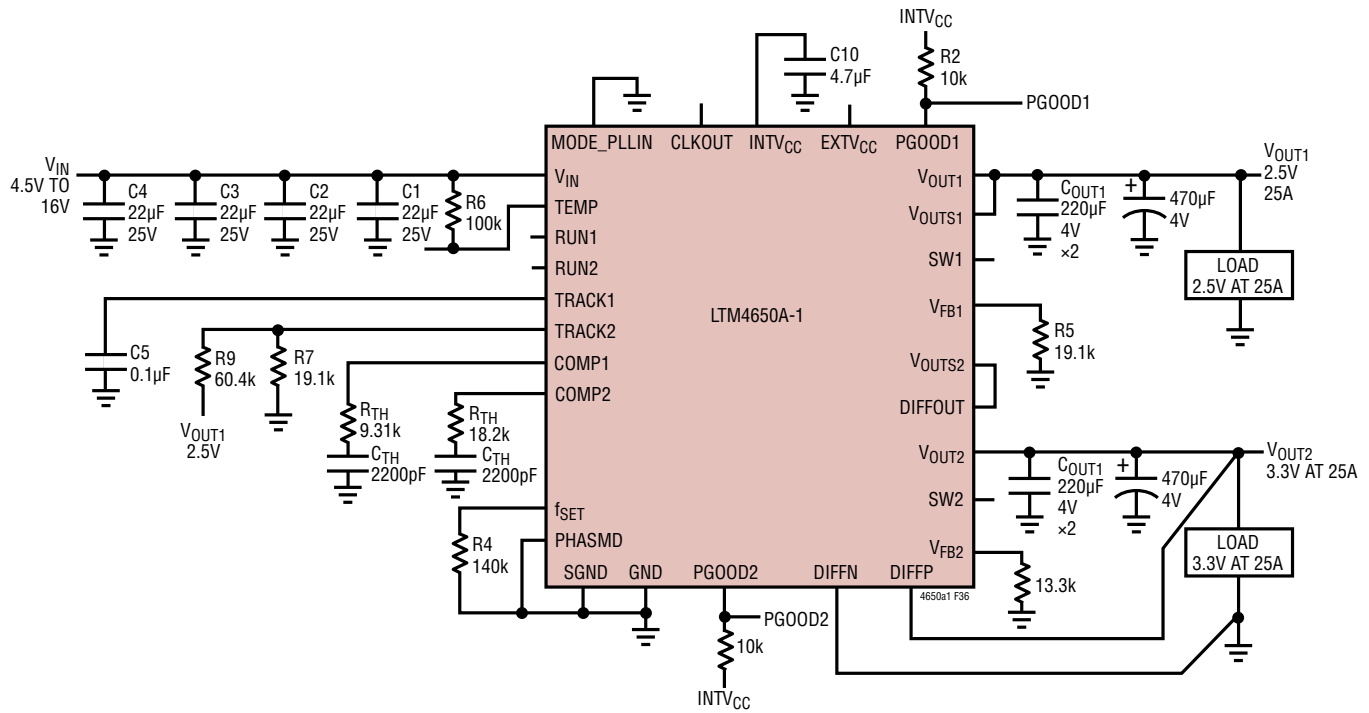 INTVCC
C10
4.7µF
R2
10k
PGOOD1
MODE_PLLIN
CLKOUT
INTVCC
EXTVCC
PGOOD1
VIN
4.5V TO
16V
C4
22µF
25V
C3
22µF
25V
C2
22µF
25V
C1
22µF
25V
R6
100k
VIN
TEMP
RUN1
RUN2
TRACK1
TRACK2
COMP1
COMP2
fSET
PHASMD
SGND
GND
PGOOD2
DIFFN
DIFFP
LTM4650A-1
VOUT1
VOUTS1
SW1
VFB1
VOUTS2
DIFFOUT
VOUT2
SW2
VFB2
COUT1
220µF
4V
×2
+
470µF
4V
VOUT1
2.5V
25A
LOAD
2.5V AT 25A
R5
19.1k
C5
0.1µF
R9
60.4k
R7
19.1k
VOUT1
2.5V
RTH
9.31k
CTH
2200pF
RTH
18.2k
CTH
2200pF
COUT1
220µF
4V
×2
+
470µF
4V
VOUT2
3.3V AT 25A
LOAD
3.3V AT 25A
R4
140k
13.3k
4650a1 F36
PGOOD2
10k
INTVCC